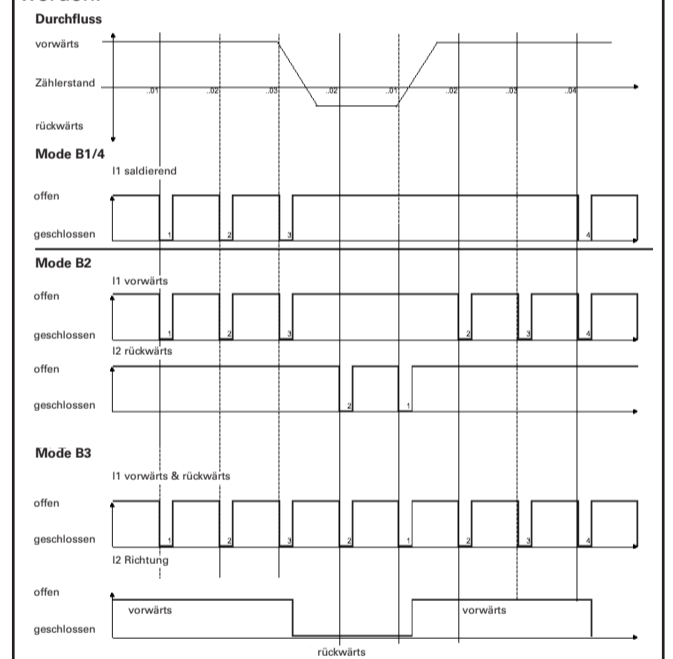 Durchfluss
vorwärts
Zählerstand
..01 ..02 ..03 ..02 ..01 ..02 ..03 ..04
rückwärts
Mode B1/4
I1 saldierend
offen
geschlossen
1 2 3 4
Mode B2
I1 vorwärts
offen
geschlossen
1 2 3 2 3 4
I2 rückwärts
offen
geschlossen
2 1
Mode B3
I1 vorwärts & rückwärts
offen
geschlossen
1 2 3 2 1 2 3 4
I2 Richtung
offen
vorwärts vorwärts
geschlossen
rückwärts